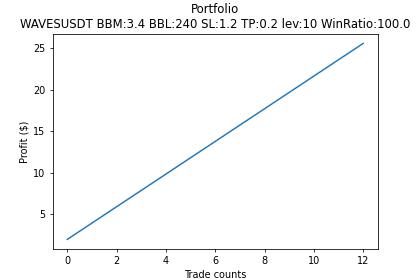 Portfolio
WAVESUSDT BBM:3.4 BBL:240 SL:1.2 TP:0.2 lev:10 WinRatio:100.0
25
20
15
10
5
Profit ($)
0 2 4 6 8 10 12
Trade counts